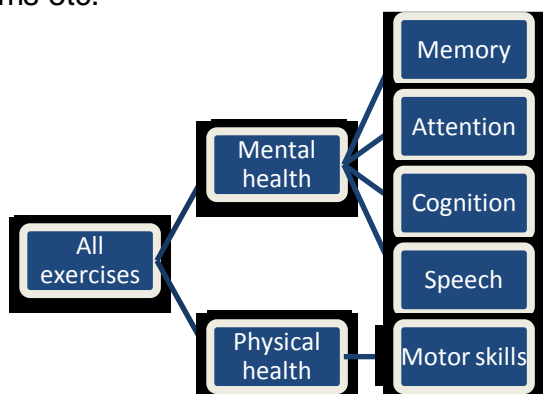 Memory
Attention
Mental
health
Cognition
All
exercises
Speech
Physical
health
Motor skills